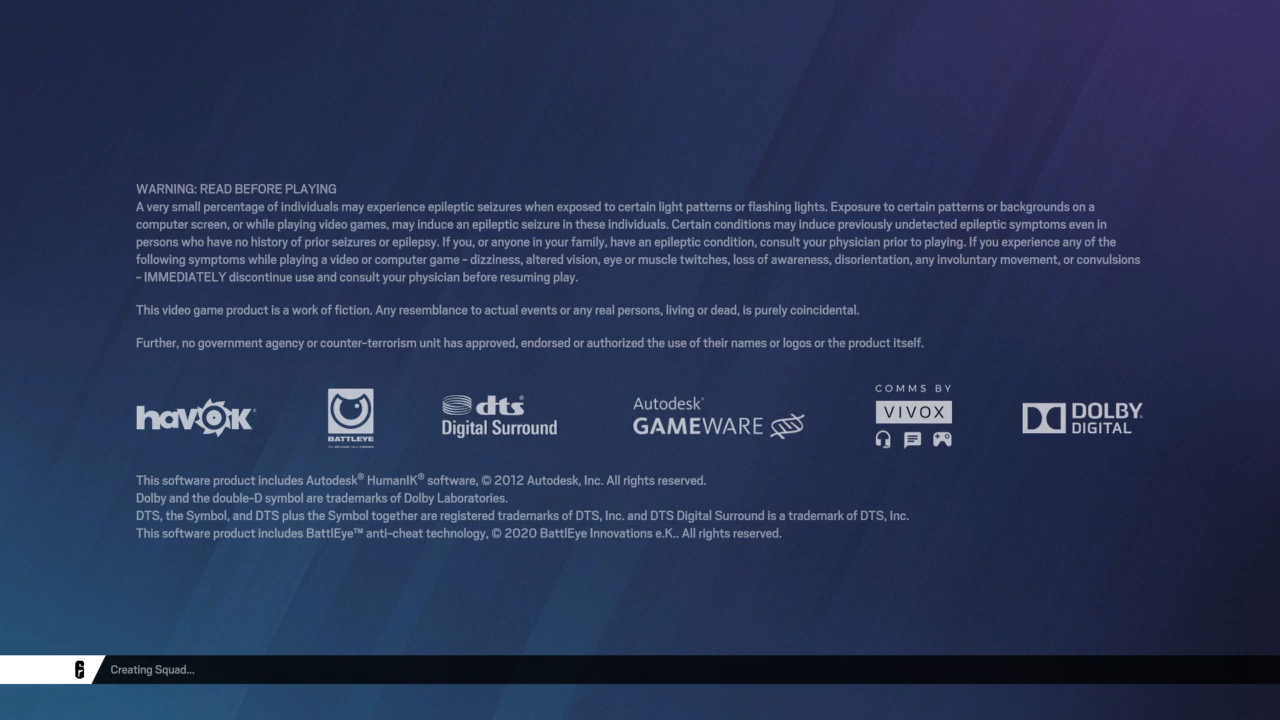 WARNING: READ BEFORE PLAYING
A very small percentage of individuals may experience epileptic seizures when exposed to certain light patterns or flashing lights. Exposure to certain patterns or backgrounds on a
computer screen, or while playing video games, may induce an epileptic seizure in these individuals. Certain conditions may induce previously undetected epileptic symptoms even in
persons who have no history of prior seizures or epilepsy. If you, or anyone in your family, have an epileptic condition, consult your physician prior to playing. If you experience any of the
following symptoms while playing a video or computer game - dizziness, altered vision, eye or muscle twitches, loss of awareness, disorientation, any involuntary movement, or convulsions
- IMMEDIATELY discontinue use and consult your physician before resuming play.
This video game product is a work of fiction. Any resemblance to actual events or any real persons, living or dead, is purely coincidental.
Further, no government agency or counter-terrorism unit has approved, endorsed or authorized the use of their names or logos or the product itself.
havok®
BATTLEYE
dts
Digital Surround
Autodesk®
GAMEWARE
COMMS BY
VIVOX
DOLBY®
DIGITAL
This software product includes Autodesk® HumanIK® software, © 2012 Autodesk, Inc. All rights reserved.
Dolby and the double-D symbol are trademarks of Dolby Laboratories.
DTS, the Symbol, and DTS plus the Symbol together are registered trademarks of DTS, Inc. and DTS Digital Surround is a trademark of DTS, Inc.
This software product includes BattlEye™ anti-cheat technology, © 2020 BattlEye Innovations e.K.. All rights reserved.
6
Creating Squad...